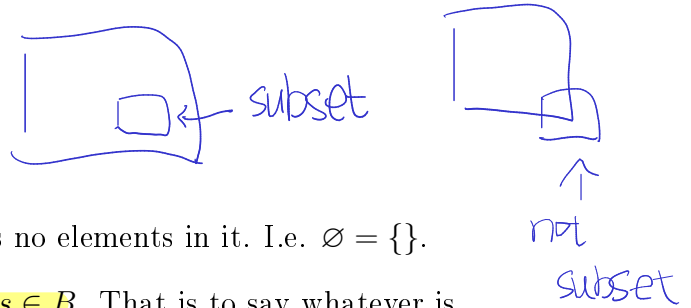 subset
s no elements in it. I.e. ∅ = {}.
not
subset
s ∈ B. That is to say whatever is